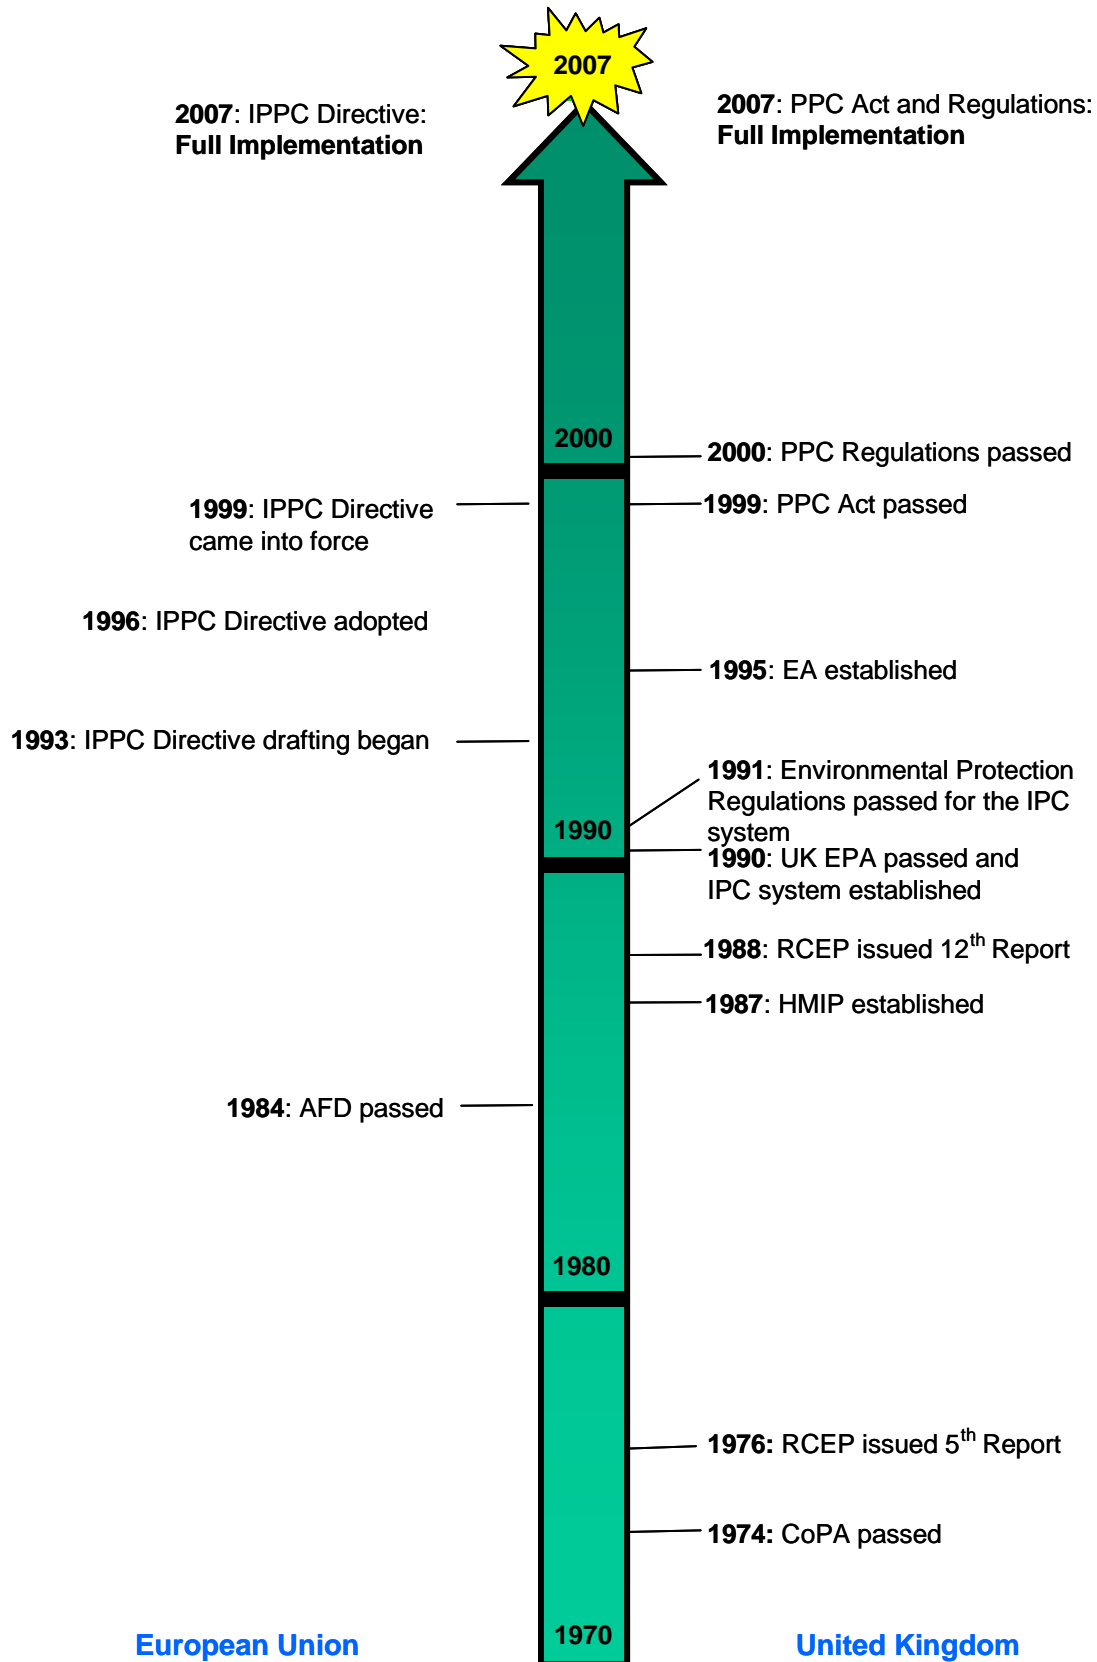 2007
2007: IPPC Directive:
Full Implementation
2007: PPC Act and Regulations:
Full Implementation
2000
2000: PPC Regulations passed
1999: IPPC Directive
came into force
1999: PPC Act passed
1996: IPPC Directive adopted
1995: EA established
1993: IPPC Directive drafting began
1991: Environmental Protection
Regulations passed for the IPC
system
1990
1990: UK EPA passed and
IPC system established
1988: RCEP issued 12th Report
1987: HMIP established
1984: AFD passed
1980
1976: RCEP issued 5th Report
1974: CoPA passed
1970
European Union
United Kingdom